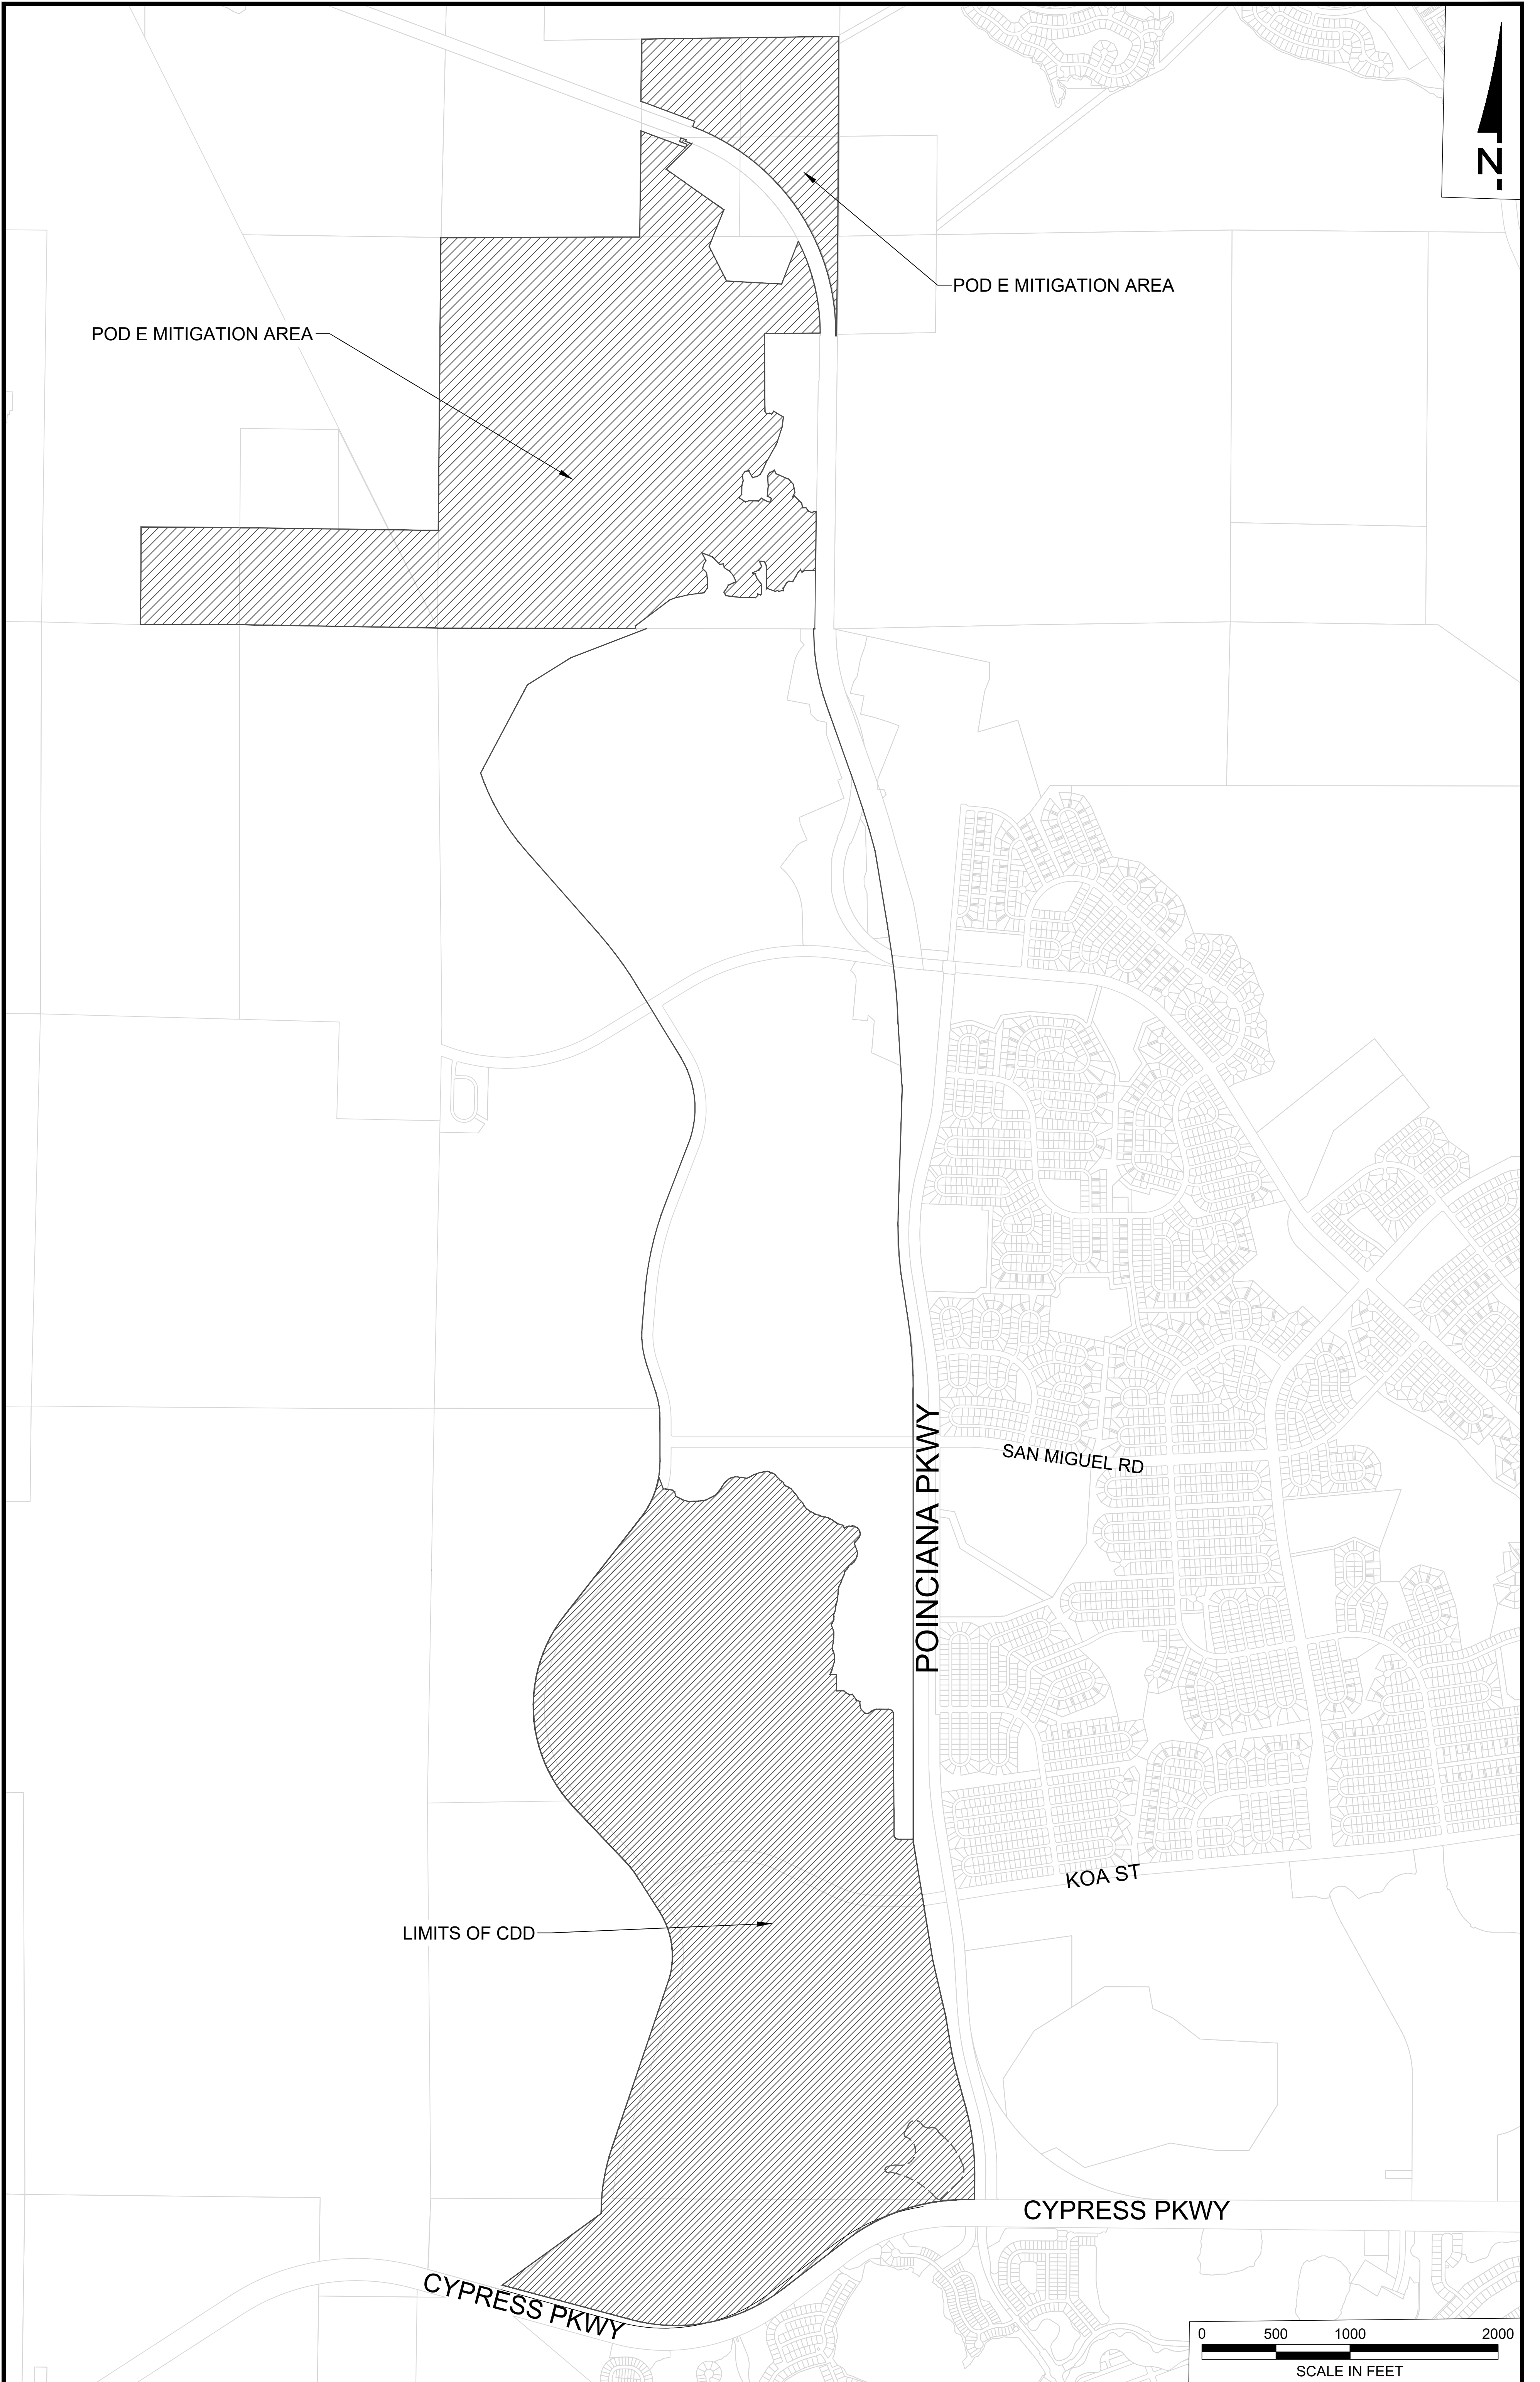 N
POD E MITIGATION AREA
POD E MITIGATION AREA
SAN MIGUEL RD
POINCIANA PKWY
KOA ST
LIMITS OF CDD
CYPRESS PKWY
CYPRESS PKWY
0 500 1000 2000
SCALE IN FEET